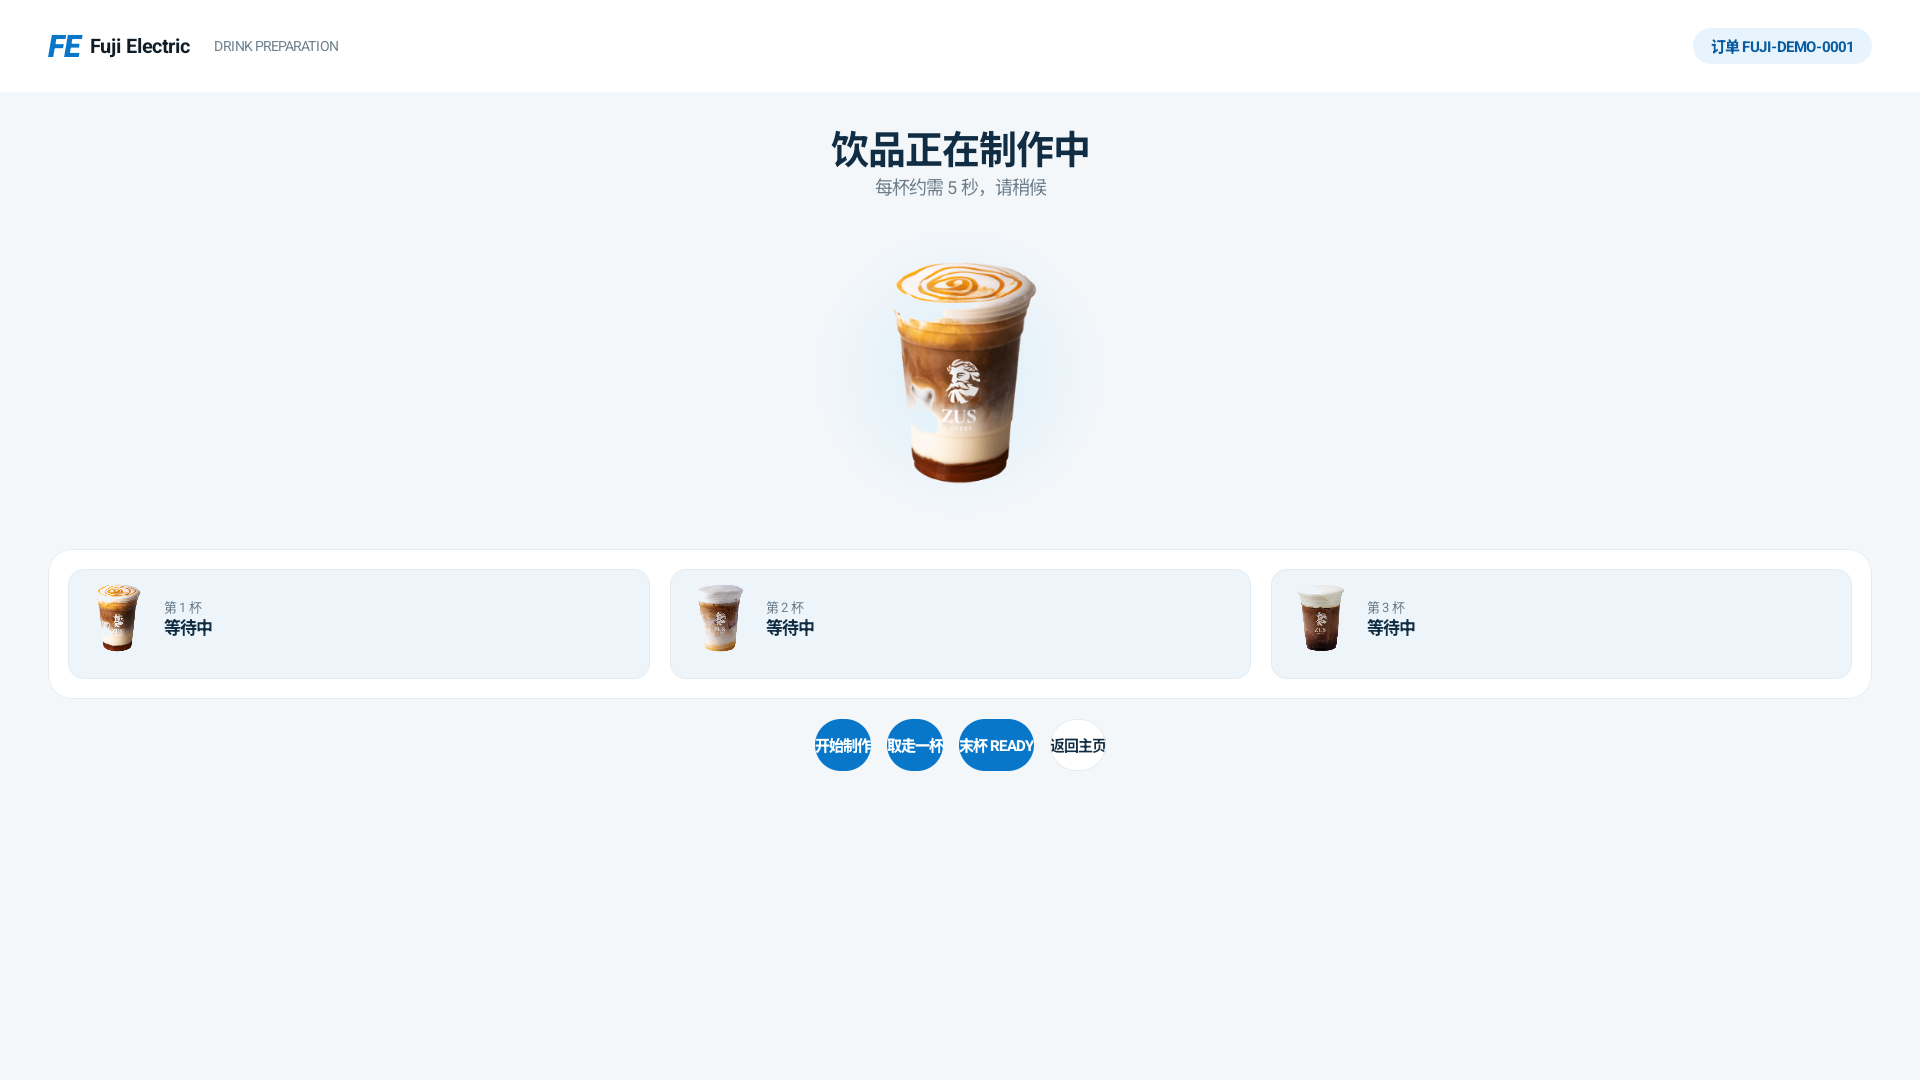 FE Fuji Electric DRINK PREPARATION
订单 FUJI-DEMO-0001
饮品正在制作中
每杯约需 5 秒，请稍候
ZUS
第 1 杯
等待中
第 2 杯
等待中
第 3 杯
等待中
开始制作
取走一杯
末杯 READY
返回主页